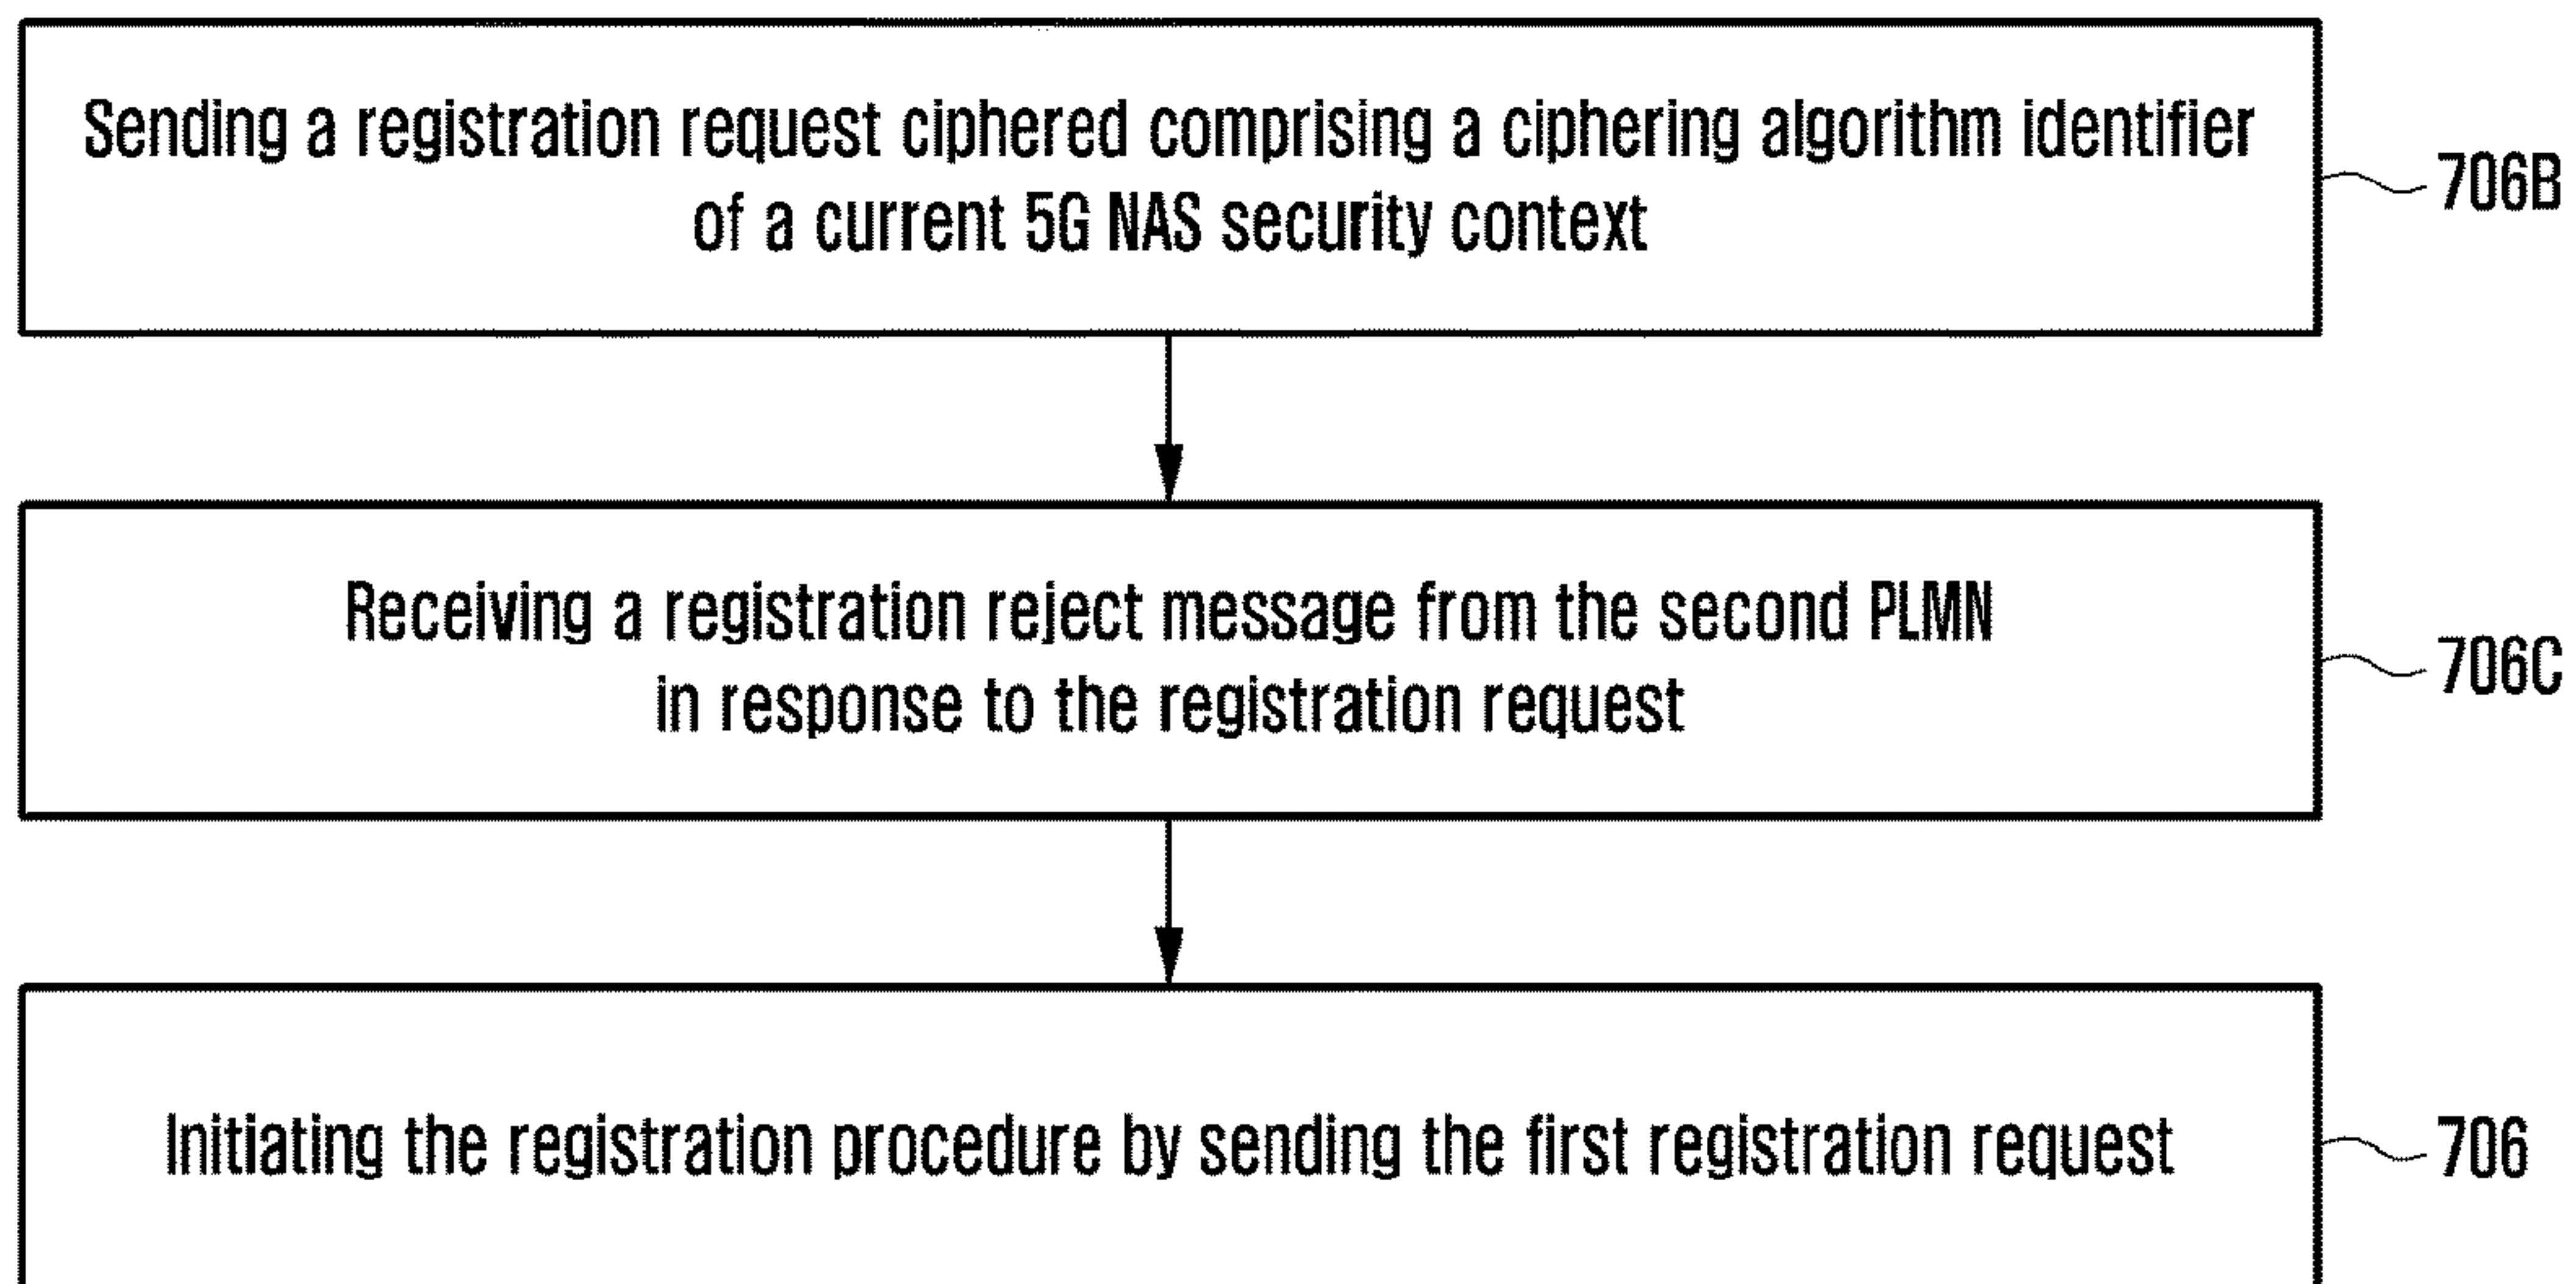 Sending a registration request ciphered comprising a ciphering algorithm identifier
of a current 5G NAS security context
706B
Receiving a registration reject message from the second PLMN
in response to the registration request
706C
Initiating the registration procedure by sending the first registration request
706